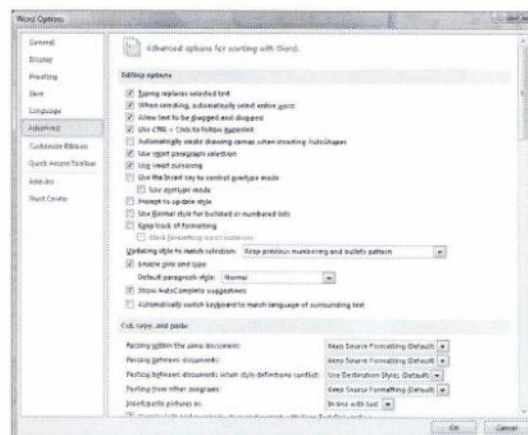 Word Options
General
Display
Proofing
Save
Language
Advanced
Customize Ribbon
Quick Access Toolbar
Add-Ins
Trust Center
Advanced options for working with Word.
Editing options
Typing replaces selected text
When selecting, automatically select entire word
Allow text to be dragged and dropped
Use CTRL + Click to follow hyperlink
Automatically create drawing canvas when inserting AutoShapes
Use smart paragraph selection
Use smart cursoring
Use the Insert key to control overtype mode
Use overtype mode
Prompt to update style
Use Normal style for bulleted or numbered lists
Keep track of formatting
Mark formatting inconsistencies
Updating style to match selection: Keep previous numbering and bullets pattern
Enable click and type
Default paragraph style: Normal
Show AutoComplete suggestions
Automatically switch keyboard to match language of surrounding text
Cut, copy, and paste
Pasting within the same document: Keep Source Formatting (Default)
Pasting between documents: Keep Source Formatting (Default)
Pasting between documents when style definitions conflict: Use Destination Styles (Default)
Pasting from other programs: Keep Source Formatting (Default)
Insert/paste pictures as: In line with text
OK Cancel